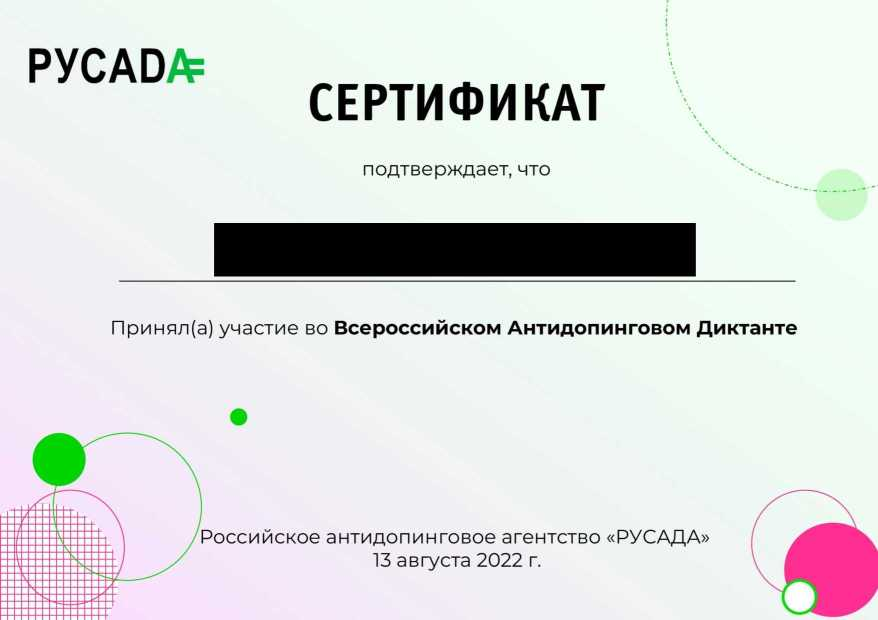 РУСАДА
СЕРТИФИКАТ
подтверждает, что
Принял(а) участие во Всероссийском Антидопинговом Диктанте
Российское антидопинговое агентство «РУСАДА»
13 августа 2022 г.